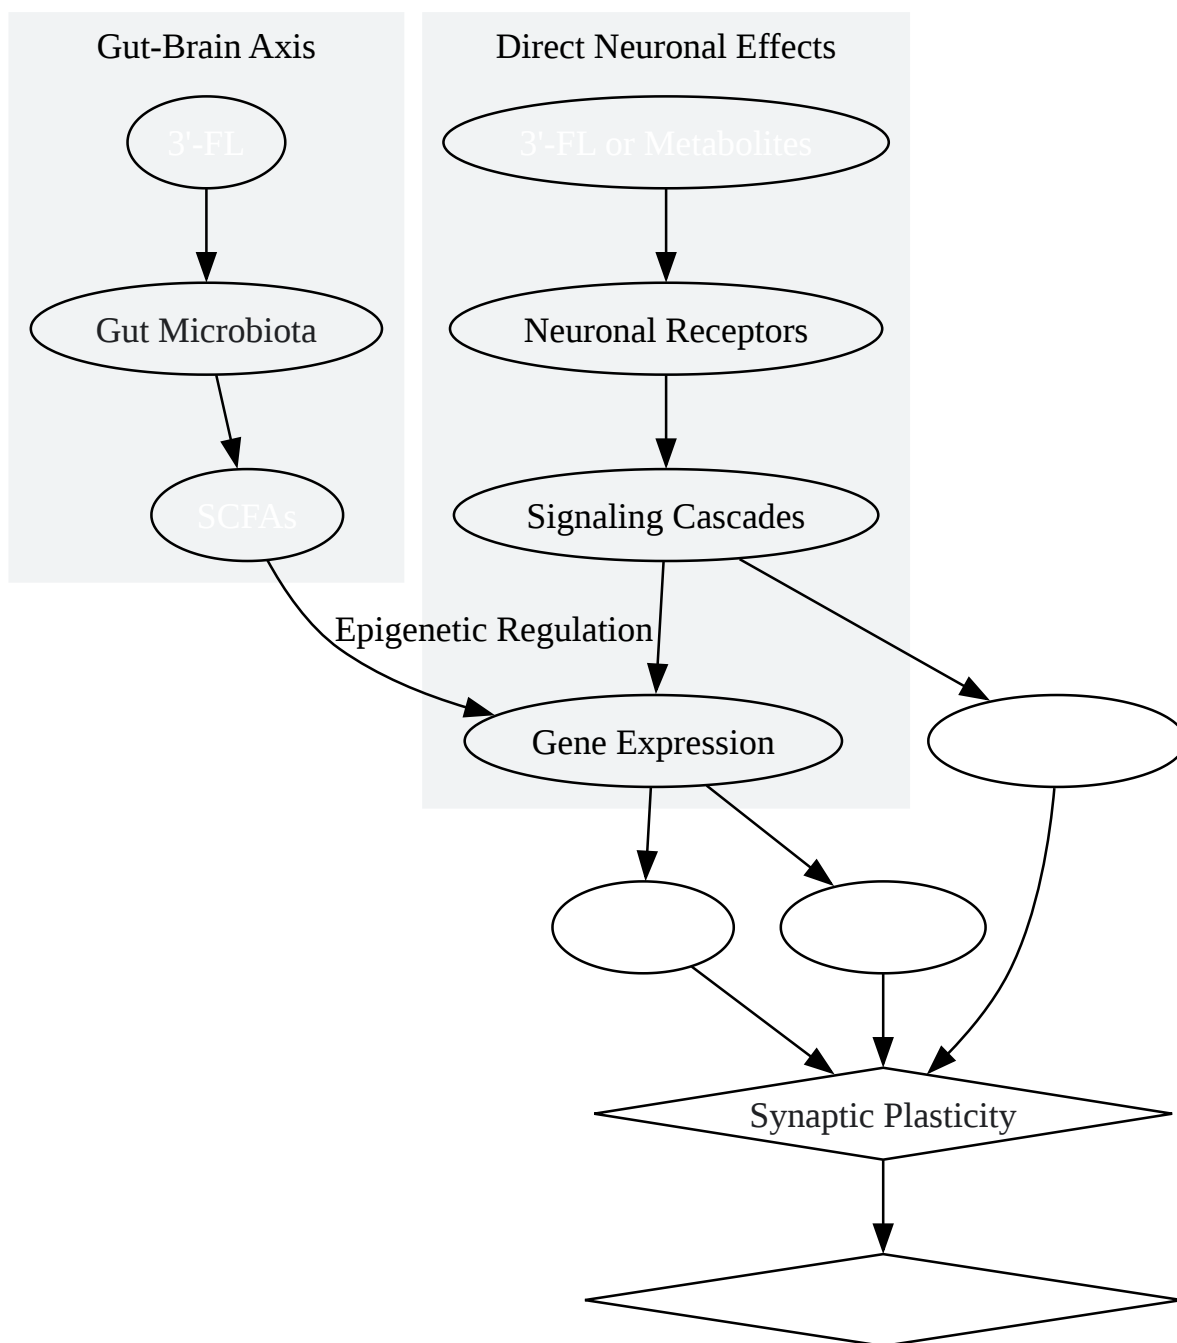 Gut-Brain Axis
Direct Neuronal Effects
3'-FL
3'-FL or Metabolites
Gut Microbiota
Neuronal Receptors
SCFAs
Signaling Cascades
Epigenetic Regulation
Gene Expression
Synaptic Plasticity